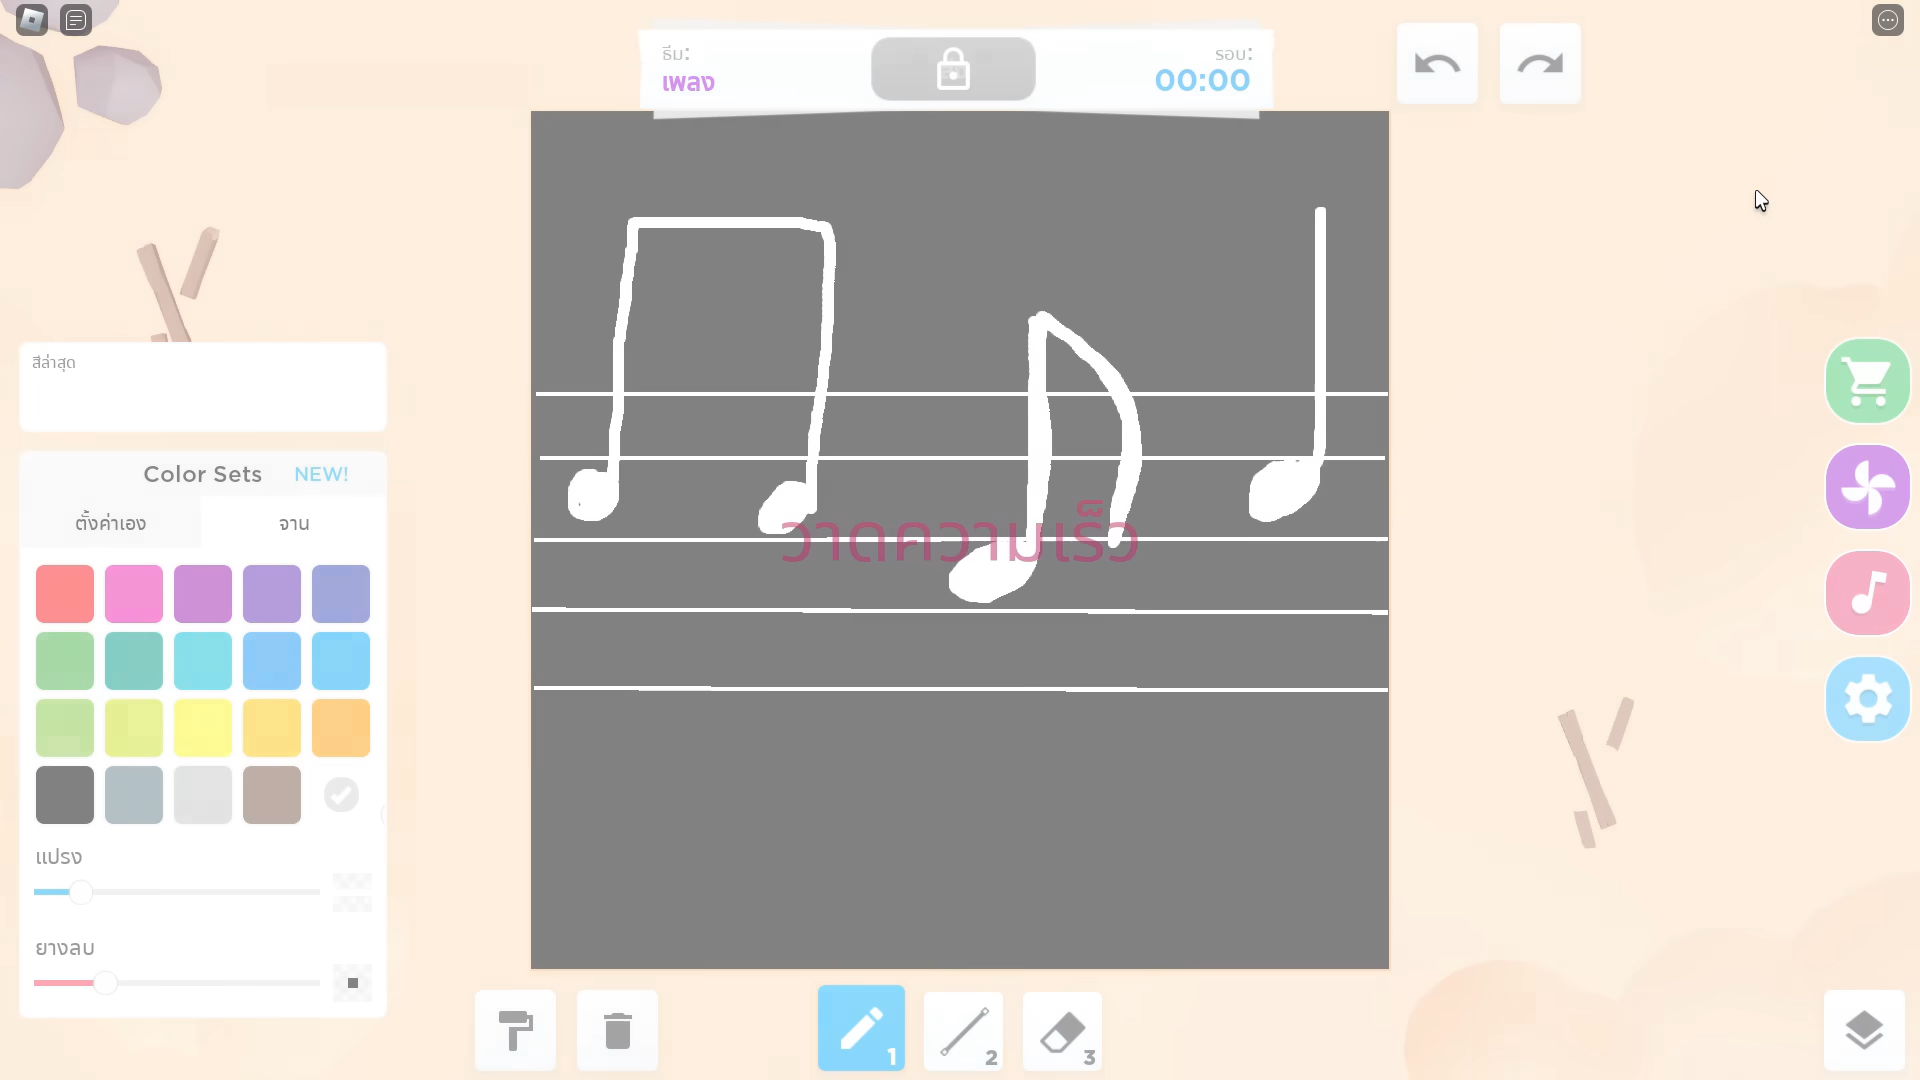 ธีม:
เพลง
รอบ:
00:00
สีล่าสุด
Color Sets NEW!
ตั้งค่าเอง
จาน
วาดความเร็ว
แปรง
ยางลบ
1
2
3